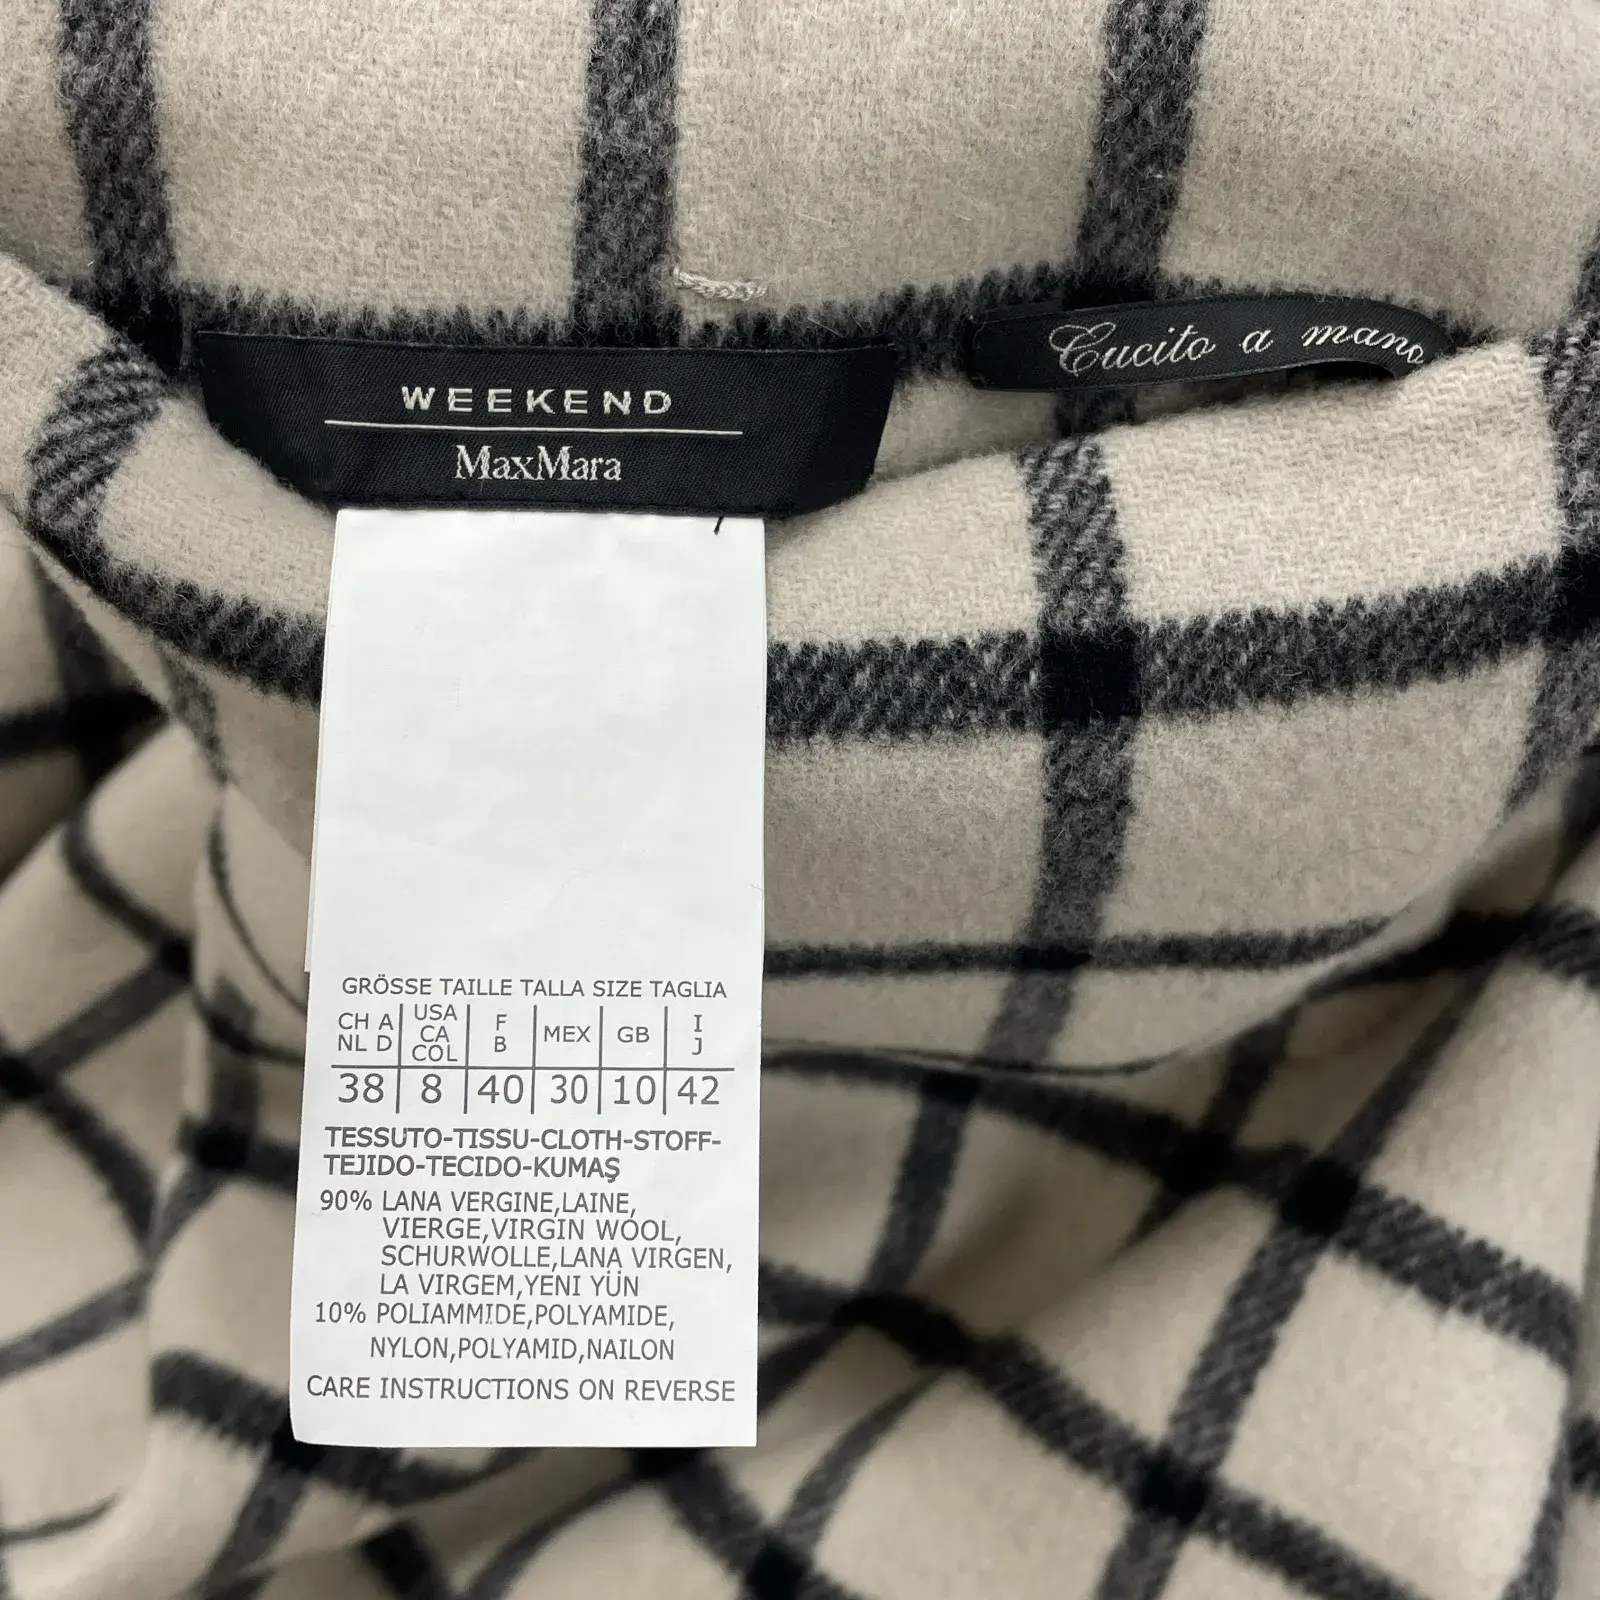 WEEKEND
MaxMara
Cucito a mano
GRÖSSE TAILLE TALLA SIZE TAGLIA
CH A NL D | USA CA COL | F B | MEX | GB | I J
38 | 8 | 40 | 30 | 10 | 42
TESSUTO-TISSU-CLOTH-STOFF-
TEJIDO-TECIDO-KUMAŞ
90% LANA VERGINE,LAINE,
VIERGE,VIRGIN WOOL,
SCHURWOLLE,LANA VIRGEN,
LA VIRGEM,YENI YÜN
10% POLIAMMIDE,POLYAMIDE,
NYLON,POLYAMID,NAILON
CARE INSTRUCTIONS ON REVERSE